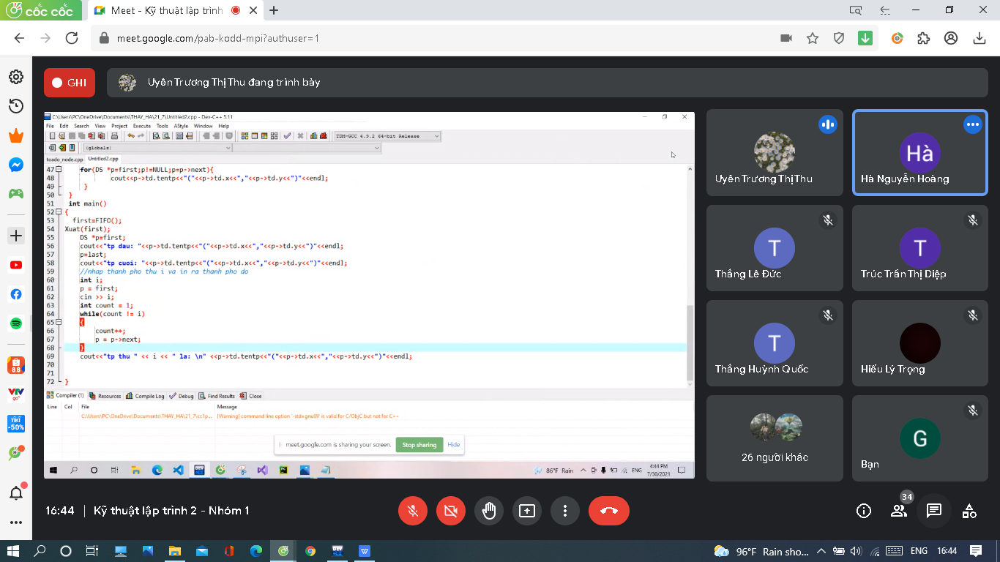 cốc cốc
Meet - Kỹ thuật lập trình
meet.google.com/pab-kodd-mpi?authuser=1
GHI
Uyên Trương Thị Thu đang trình bày
C:\Users\PC\OneDrive\Documents\THAY_HA\21_7\Untitled2.cpp - Dev-C++ 5.11
File Edit Search View Project Execute Tools AStyle Window Help
TDM-GCC 4.9.2 64-bit Release
(globals)
toado_node.cpp Untitled2.cpp
47 for(DS *p=first;p!=NULL;p=p->next){
48 cout<<p->td.tentp<<"("<<p->td.x<<","<<p->td.y<<")"<<endl;
49 }
50 }
51 int main()
52 {
53 first=FIFO();
54 Xuat(first);
55 DS *p=first;
56 cout<<"tp dau: "<<p->td.tentp<<"("<<p->td.x<<","<<p->td.y<<")"<<endl;
57 p=last;
58 cout<<"tp cuoi: "<<p->td.tentp<<"("<<p->td.x<<","<<p->td.y<<")"<<endl;
59 //nhap thanh pho thu i va in ra thanh pho do
60 int i;
61 p = first;
62 cin >> i;
63 int count = 1;
64 while(count != i)
65 {
66 count++;
67 p = p->next;
68 }
69 cout<<"tp thu " << i << " la: \n" <<p->td.tentp<<"("<<p->td.x<<","<<p->td.y<<")"<<endl;
70
71
72 }
Compiler (1) Resources Compile Log Debug Find Results Close
Line Col File Message
C:\Users\PC\OneDrive\Documents\THAY_HA\21_7\cc1p... [Warning] command line option '-std=gnu99' is valid for C/ObjC but not for C++
meet.google.com is sharing your screen. Stop sharing Hide
86°F Rain ENG 4:44 PM
7/30/2021
Uyên Trương Thị Thu
Hà
Hà Nguyễn Hoàng
T
Thắng Lê Đức
T
Trúc Trần Thị Diệp
T
Thắng Huỳnh Quốc
Hiếu Lý Trọng
26 người khác
G
Bạn
16:44 | Kỹ thuật lập trình 2 - Nhóm 1
34
8.8
VTV go
TIKI
-50%
DEV
W
96°F Rain sho... ENG 16:44